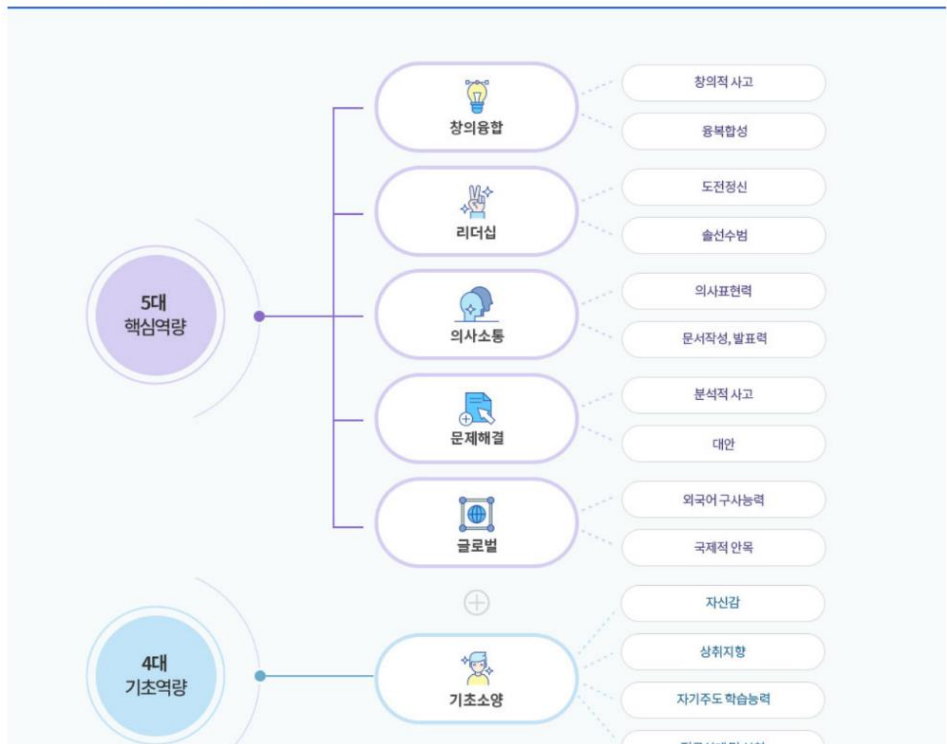 5대
핵심역량
창의융합
창의적 사고
융복합성
리더십
도전정신
솔선수범
의사소통
의사표현력
문서작성, 발표력
문제해결
분석적 사고
대안
글로벌
외국어 구사능력
국제적 안목
4대
기초역량
기초소양
자신감
상취지향
자기주도 학습능력